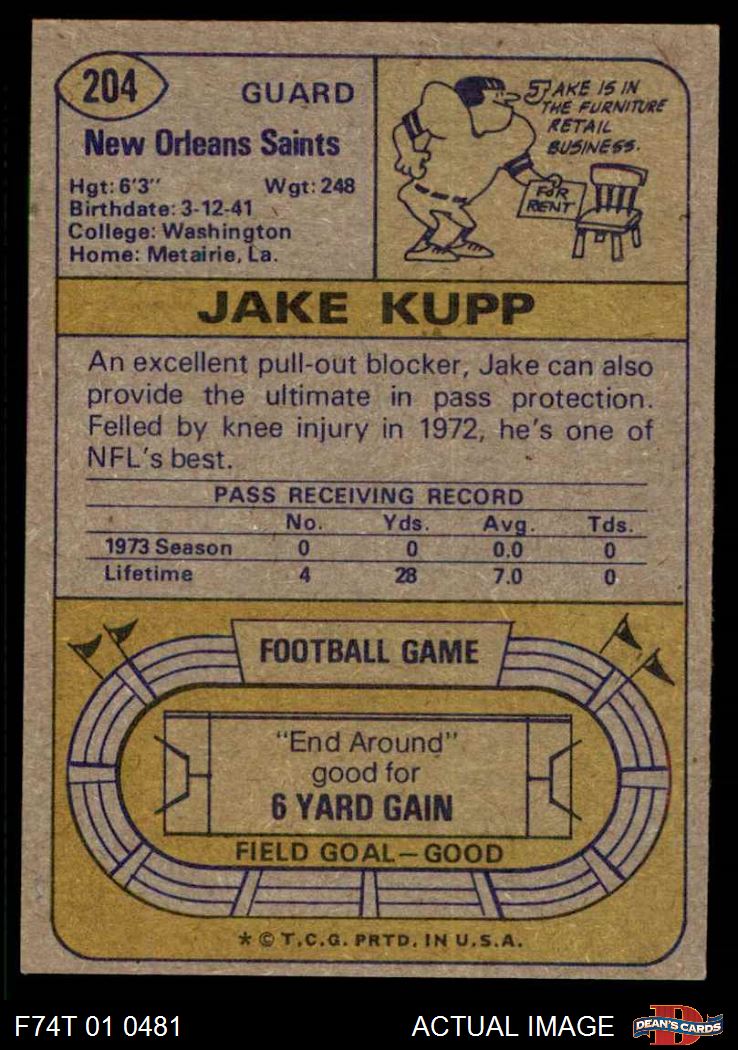 204
GUARD
New Orleans Saints
Hgt: 6'3" Wgt: 248
Birthdate: 3-12-41
College: Washington
Home: Metairie, La.
JAKE IS IN
THE FURNITURE
RETAIL
BUSINESS.
FOR
RENT
JAKE KUPP
An excellent pull-out blocker, Jake can also
provide the ultimate in pass protection.
Felled by knee injury in 1972, he's one of
NFL's best.
PASS RECEIVING RECORD
No. Yds. Avg. Tds.
1973 Season 0 0 0.0 0
Lifetime 4 28 7.0 0
FOOTBALL GAME
"End Around"
good for
6 YARD GAIN
FIELD GOAL—GOOD
* © T.C.G. PRTD. IN U.S.A.
F74T 01 0481 ACTUAL IMAGE
D
DEAN'S CARDS